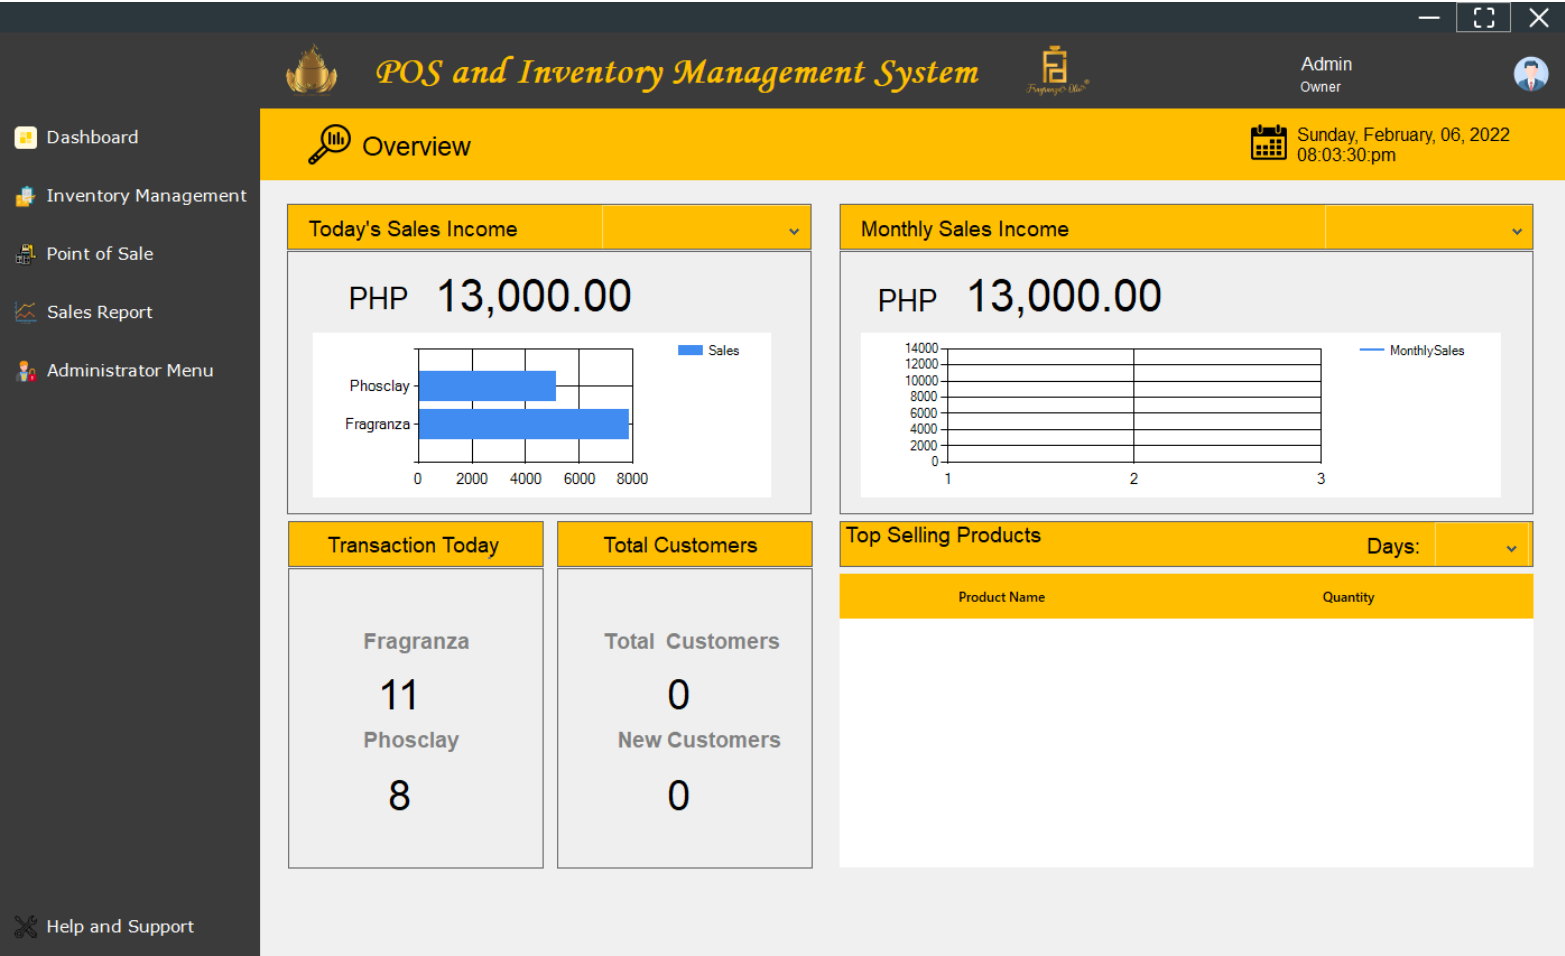 POS and Inventory Management System
Admin
Owner
Dashboard
Inventory Management
Point of Sale
Sales Report
Administrator Menu
Help and Support
Overview
Sunday, February, 06, 2022
08:03:30:pm
Today's Sales Income
PHP 13,000.00
Sales
Phosclay
Fragranza
0 2000 4000 6000 8000
Monthly Sales Income
PHP 13,000.00
MonthlySales
14000
12000
10000
8000
6000
4000
2000
0
1 2 3
Transaction Today
Fragranza
11
Phosclay
8
Total Customers
Total Customers
0
New Customers
0
Top Selling Products
Days:
Product Name Quantity